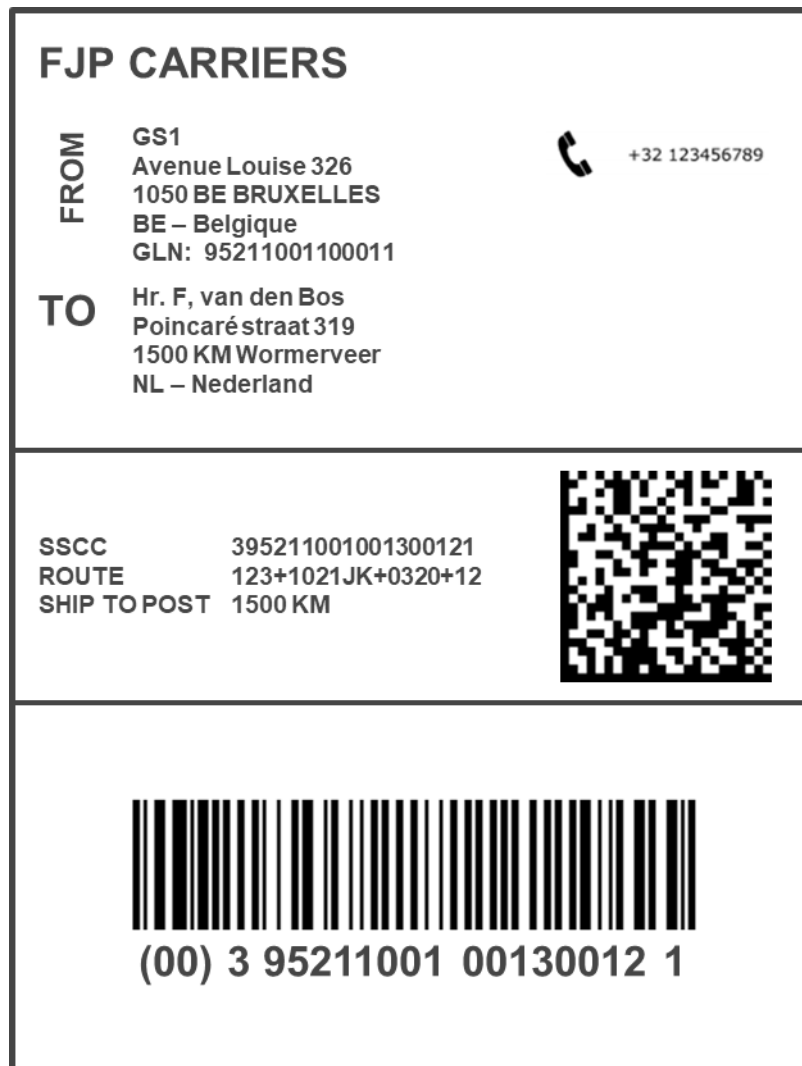 FJP CARRIERS
FROM
GS1
Avenue Louise 326
1050 BE BRUXELLES
BE – Belgique
GLN: 95211001100011
+32 123456789
TO
Hr. F, van den Bos
Poincaréstraat 319
1500 KM Wormerveer
NL – Nederland
SSCC 395211001001300121
ROUTE 123+1021JK+0320+12
SHIP TO POST 1500 KM
(00) 3 95211001 00130012 1